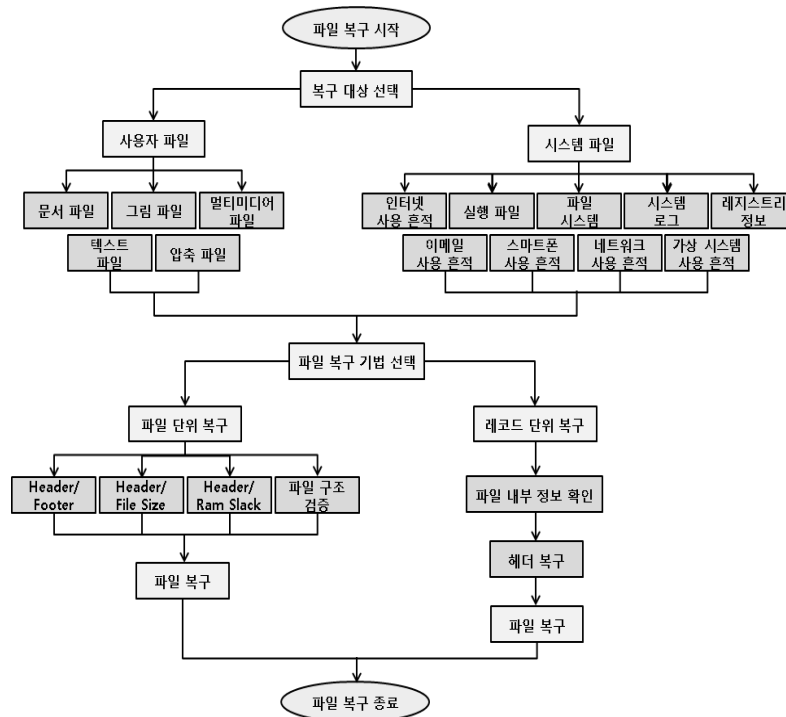 파일 복구 시작
복구 대상 선택
사용자 파일
시스템 파일
문서 파일
그림 파일
멀티미디어
파일
인터넷
사용 흔적
실행 파일
파일
시스템
시스템
로그
레지스트리
정보
텍스트
파일
압축 파일
이메일
사용 흔적
스마트폰
사용 흔적
네트워크
사용 흔적
가상 시스템
사용 흔적
파일 복구 기법 선택
파일 단위 복구
레코드 단위 복구
Header/
Footer
Header/
File Size
Header/
Ram Slack
파일 구조
검증
파일 내부 정보 확인
헤더 복구
파일 복구
파일 복구
파일 복구 종료